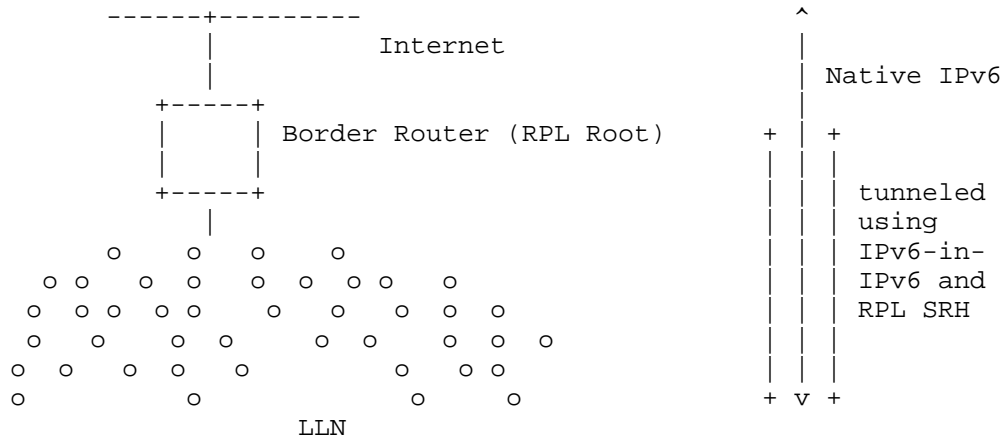 Internet
Native IPv6
Border Router (RPL Root)
tunneled
using
IPv6-in-
IPv6 and
RPL SRH
LLN